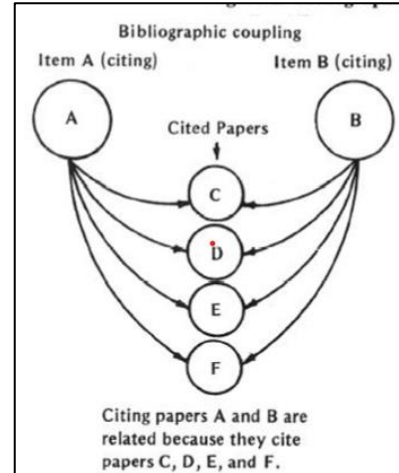 Bibliographic coupling
Item A (citing)
Item B (citing)
A
B
Cited Papers
C
D
E
F
Citing papers A and B are
related because they cite
papers C, D, E, and F.